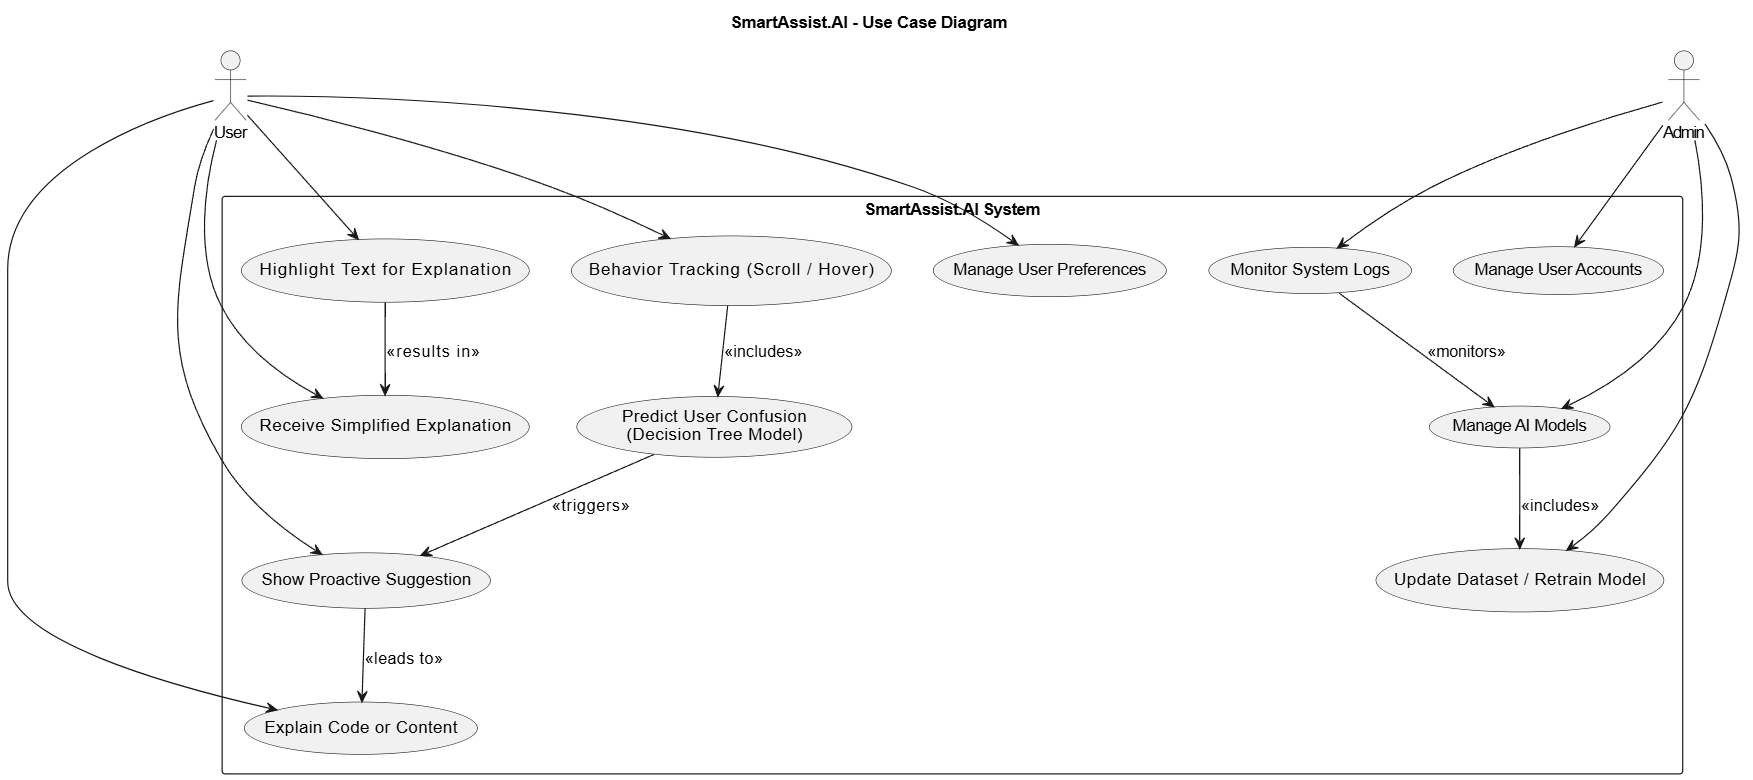 SmartAssist.AI - Use Case Diagram
User
Admin
SmartAssist.AI System
Highlight Text for Explanation
Behavior Tracking (Scroll / Hover)
Manage User Preferences
Monitor System Logs
Manage User Accounts
«results in»
«includes»
«monitors»
Receive Simplified Explanation
Predict User Confusion
(Decision Tree Model)
Manage AI Models
«triggers»
«includes»
Show Proactive Suggestion
Update Dataset / Retrain Model
«leads to»
Explain Code or Content